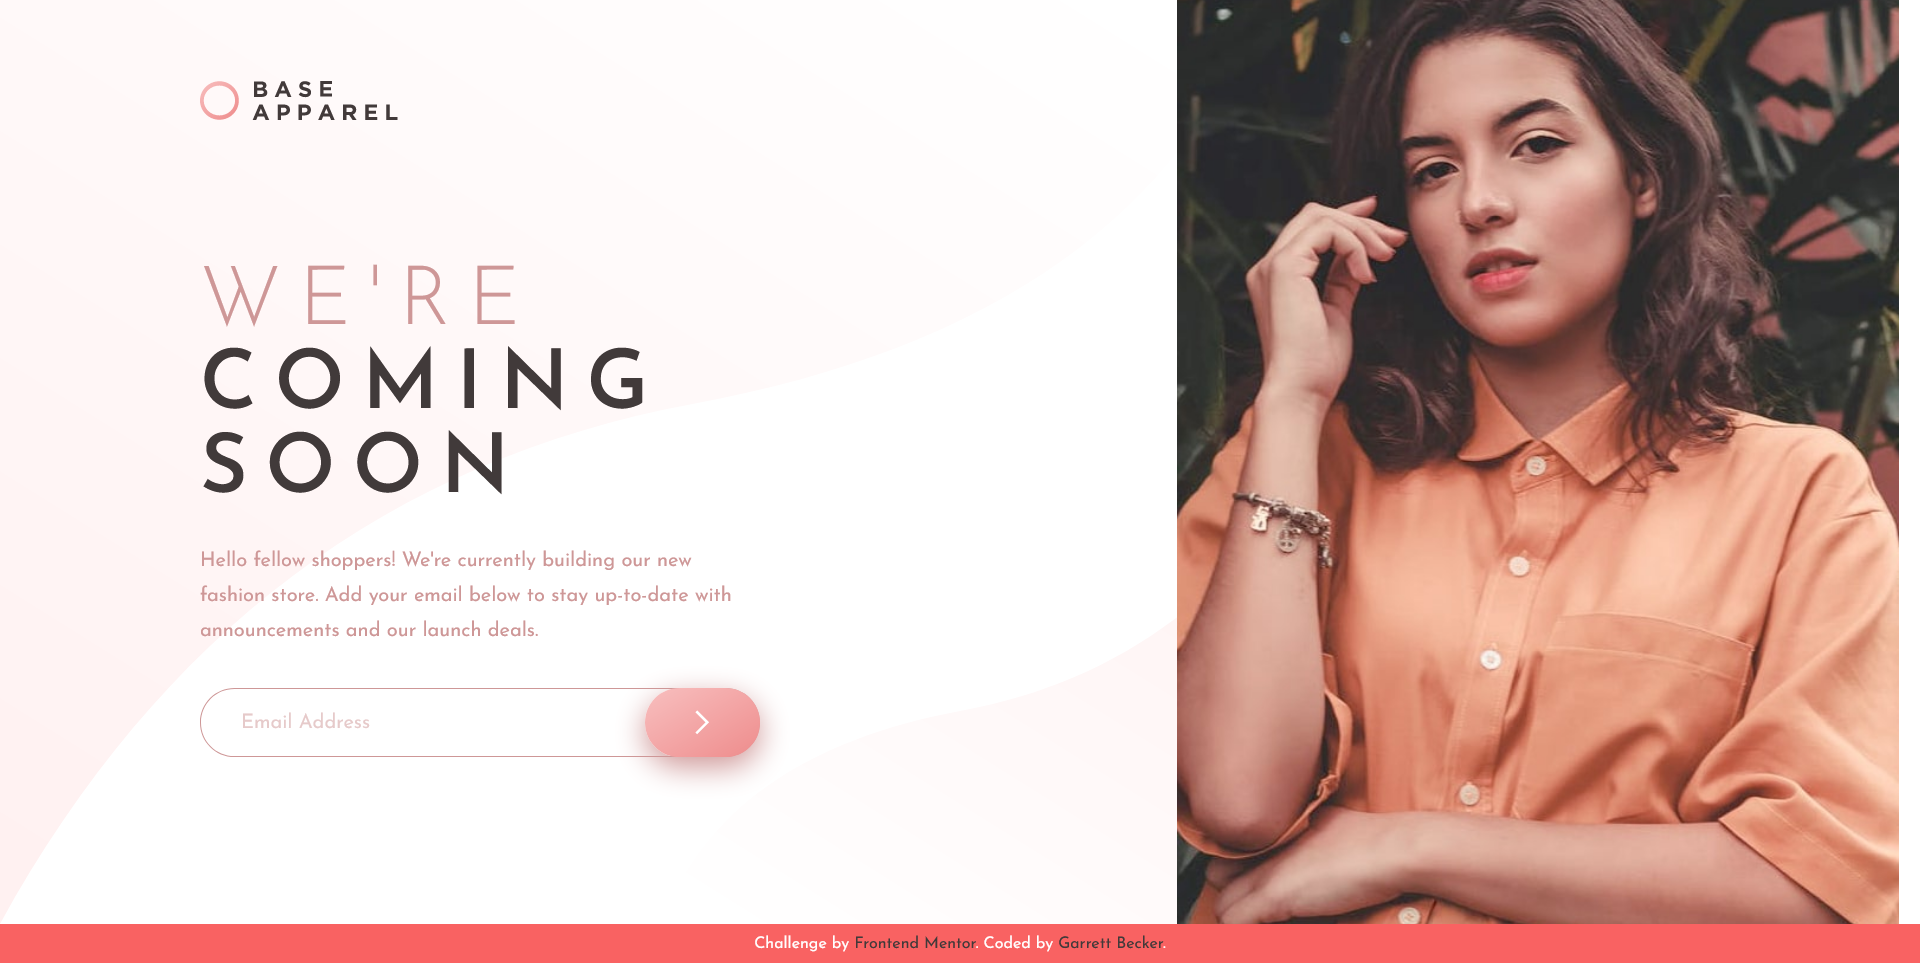 BASE
APPAREL
WE'RE
COMING
SOON
Hello fellow shoppers! We're currently building our new
fashion store. Add your email below to stay up-to-date with
announcements and our launch deals.
Email Address
Challenge by Frontend Mentor. Coded by Garrett Becker.